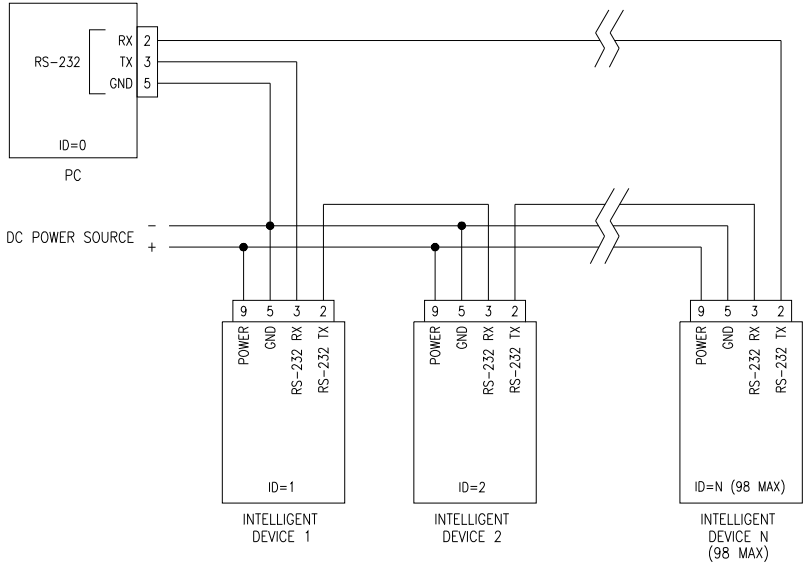 RX 2
RS-232 TX 3
GND 5
ID=0
PC
DC POWER SOURCE
−
+
9 5 3 2
POWER
GND
RS-232 RX
RS-232 TX
ID=1
INTELLIGENT
DEVICE 1
9 5 3 2
POWER
GND
RS-232 RX
RS-232 TX
ID=2
INTELLIGENT
DEVICE 2
9 5 3 2
POWER
GND
RS-232 RX
RS-232 TX
ID=N (98 MAX)
INTELLIGENT
DEVICE N
(98 MAX)